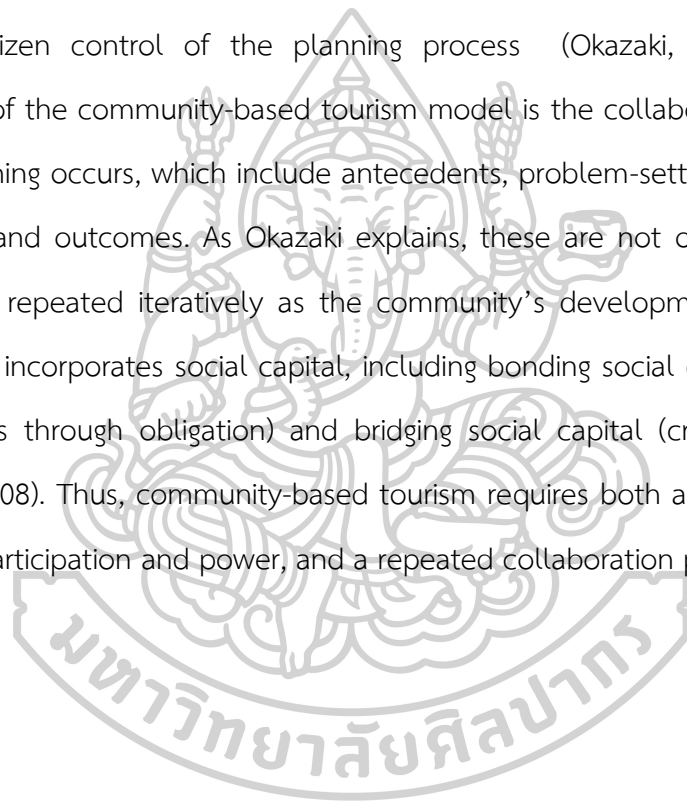 izen control of the planning process (Okazaki,
of the community-based tourism model is the collabo
ning occurs, which include antecedents, problem-sett
and outcomes. As Okazaki explains, these are not o
repeated iteratively as the community's developm
incorporates social capital, including bonding social
s through obligation) and bridging social capital (cr
08). Thus, community-based tourism requires both a
articipation and power, and a repeated collaboration p
มหาวิทยาลัยศิลปากร